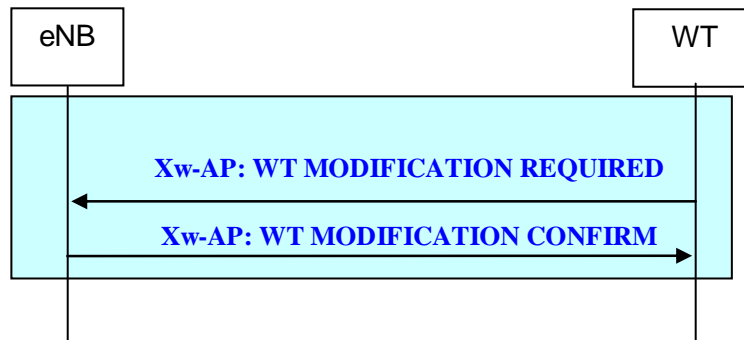 eNB
WT
Xw-AP: WT MODIFICATION REQUIRED
Xw-AP: WT MODIFICATION CONFIRM